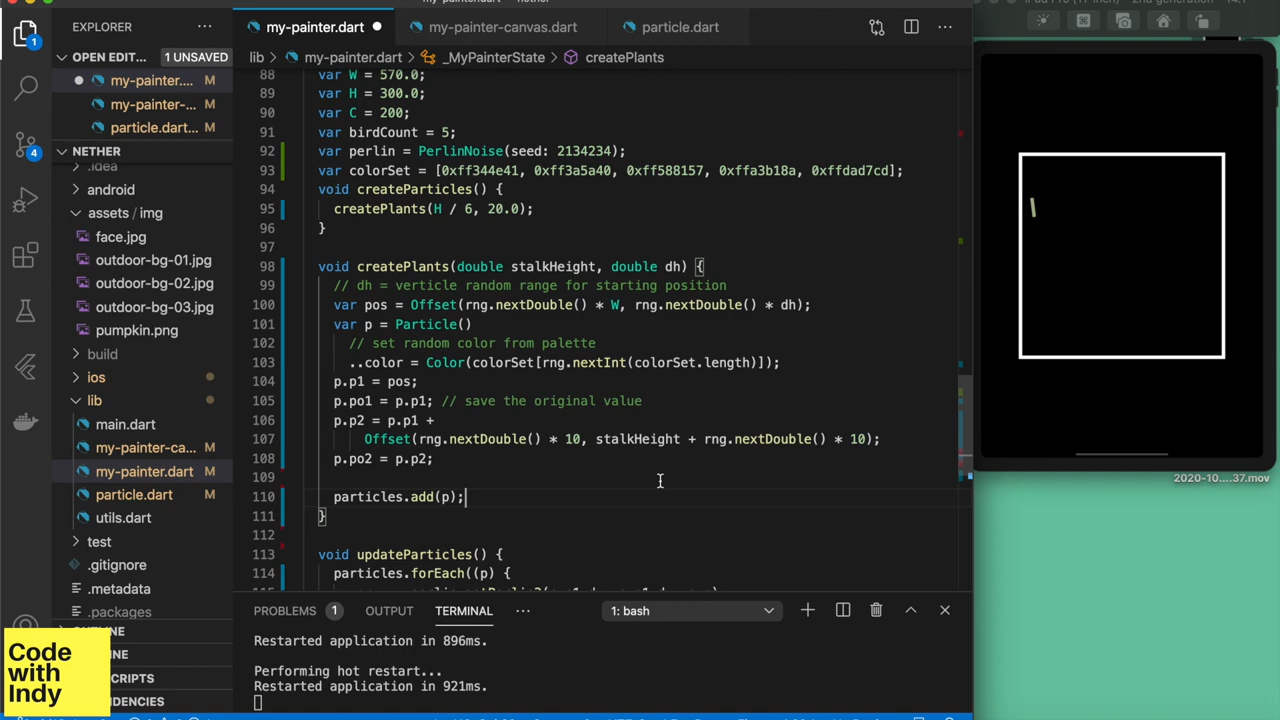 EXPLORER
OPEN EDIT... 1 UNSAVED
my-painter.... M
my-painter-... M
particle.dart... M
NETHER
.idea
android
assets / img
face.jpg
outdoor-bg-01.jpg
outdoor-bg-02.jpg
outdoor-bg-03.jpg
pumpkin.png
build
ios
lib
main.dart
my-painter-ca... M
my-painter.dart M
particle.dart M
utils.dart
test
.gitignore
.metadata
.packages
1
4
Code
with
Indy
my-painter.dart my-painter-canvas.dart particle.dart
lib my-painter.dart _MyPainterState createPlants
88 var W = 570.0;
89 var H = 300.0;
90 var C = 200;
91 var birdCount = 5;
92 var perlin = PerlinNoise(seed: 2134234);
93 var colorSet = [0xff344e41, 0xff3a5a40, 0xff588157, 0xffa3b18a, 0xffdad7cd];
94 void createParticles() {
95 createPlants(H / 6, 20.0);
96 }
97
98 void createPlants(double stalkHeight, double dh) {
99 // dh = verticle random range for starting position
100 var pos = Offset(rng.nextDouble() * W, rng.nextDouble() * dh);
101 var p = Particle()
102 // set random color from palette
103 ..color = Color(colorSet[rng.nextInt(colorSet.length)]);
104 p.p1 = pos;
105 p.po1 = p.p1; // save the original value
106 p.p2 = p.p1 +
107 Offset(rng.nextDouble() * 10, stalkHeight + rng.nextDouble() * 10);
108 p.po2 = p.p2;
109
110 particles.add(p);
111 }
112
113 void updateParticles() {
114 particles.forEach((p) {
PROBLEMS 1 OUTPUT TERMINAL ... 1: bash
Restarted application in 896ms.
Performing hot restart...
Restarted application in 921ms.
2020-10....37.mov